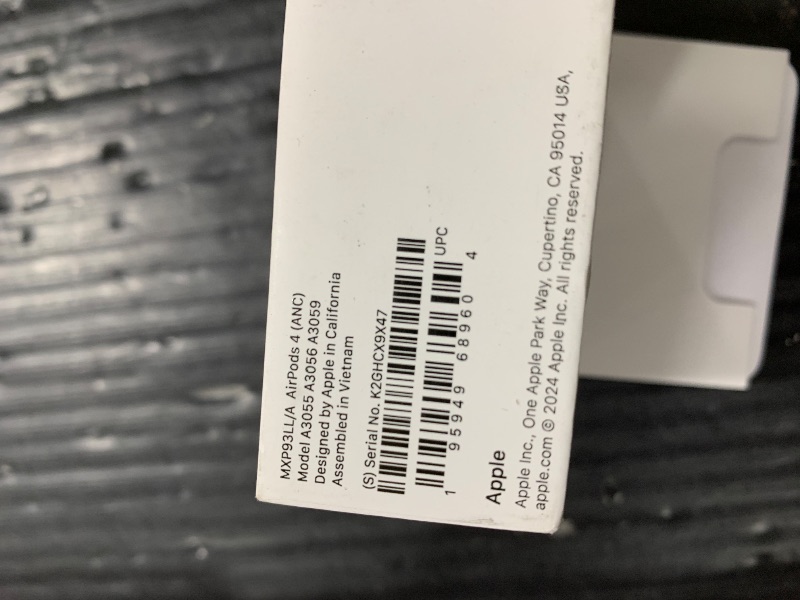 MXP93LL/A AirPods 4 (ANC)
Model A3055 A3056 A3059
Designed by Apple in California
Assembled in Vietnam
(S) Serial No. K2GHCX9X47
UPC
1 95949 68960 4
Apple
Apple Inc., One Apple Park Way, Cupertino, CA 95014 USA,
apple.com © 2024 Apple Inc. All rights reserved.